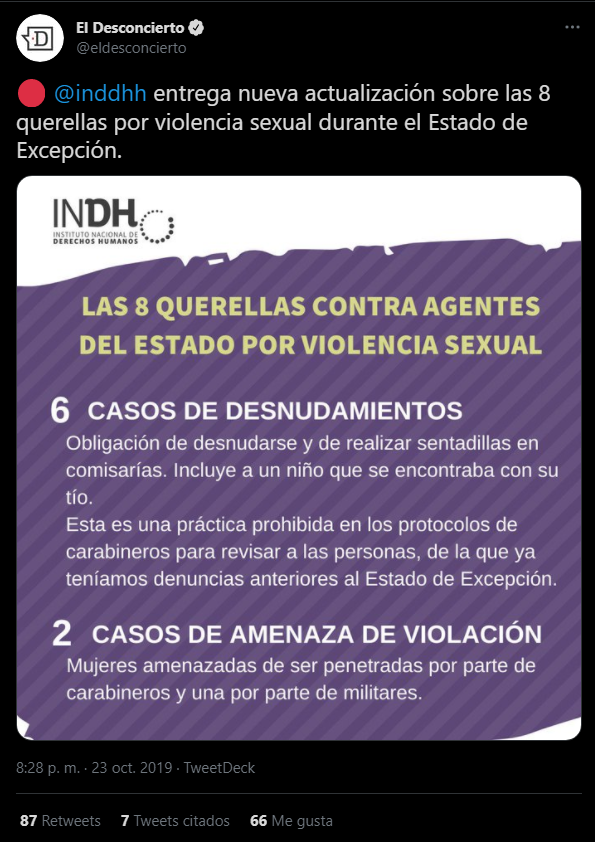 El Desconcierto
@eldesconcierto
@inddhh entrega nueva actualización sobre las 8
querellas por violencia sexual durante el Estado de
Excepción.
INDH
INSTITUTO NACIONAL DE
DERECHOS HUMANOS
LAS 8 QUERELLAS CONTRA AGENTES
DEL ESTADO POR VIOLENCIA SEXUAL
6 CASOS DE DESNUDAMIENTOS
Obligación de desnudarse y de realizar sentadillas en
comisarías. Incluye a un niño que se encontraba con su
tío.
Esta es una práctica prohibida en los protocolos de
carabineros para revisar a las personas, de la que ya
teníamos denuncias anteriores al Estado de Excepción.
2 CASOS DE AMENAZA DE VIOLACIÓN
Mujeres amenazadas de ser penetradas por parte de
carabineros y una por parte de militares.
8:28 p. m. · 23 oct. 2019 · TweetDeck
87 Retweets 7 Tweets citados 66 Me gusta